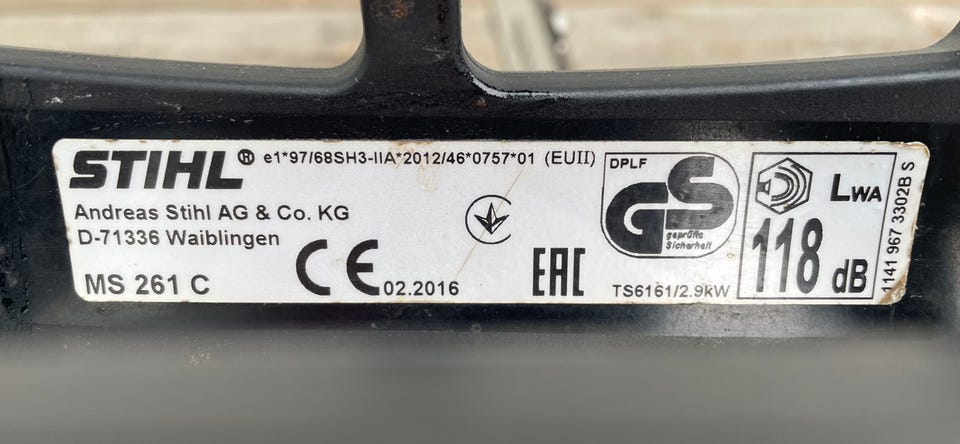 STIHL® e1*97/68SH3-IIA*2012/46*0757*01 (EUII)
Andreas Stihl AG & Co. KG
D-71336 Waiblingen
MS 261 C
CE 02.2016
EAC
DPLF
GS
geprüfte
Sicherheit
TS6161/2.9kW
LWA
118 dB
1141 967 3302B S